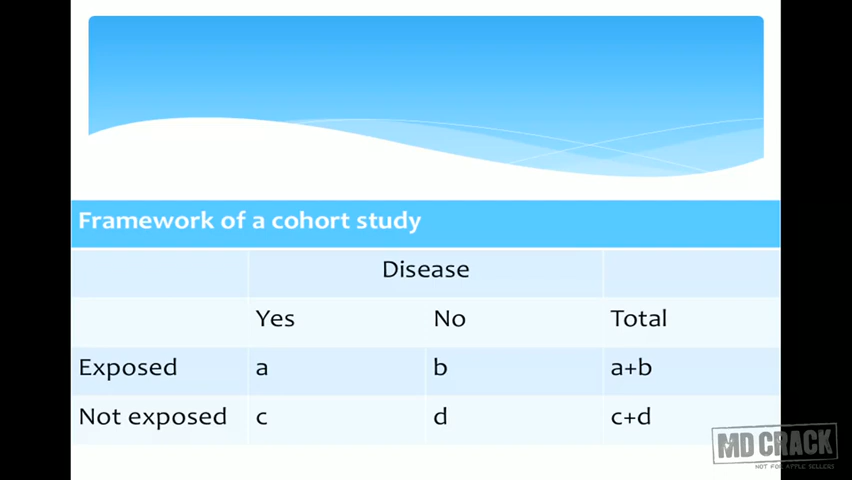 Framework of a cohort study
Disease
Yes No Total
Exposed a b a+b
Not exposed c d c+d
MD CRACK
NOT FOR APPLE SELLERS